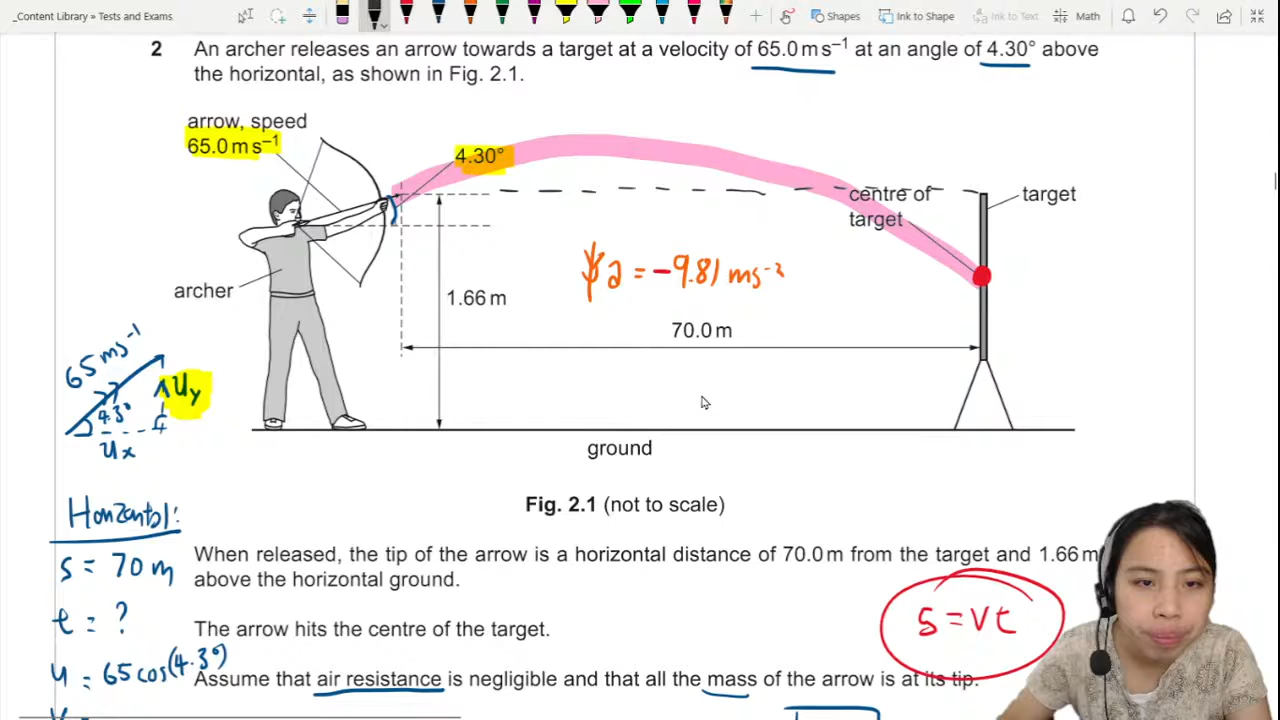 _Content Library » Tests and Exams
Shapes
Ink to Shape
Ink to Text
Math
2 An archer releases an arrow towards a target at a velocity of 65.0 m s⁻¹ at an angle of 4.30° above
the horizontal, as shown in Fig. 2.1.
arrow, speed
65.0 m s⁻¹
4.30°
centre of
target
target
archer
1.66 m
a = -9.81 ms⁻²
70.0 m
65 ms⁻¹
4.3°
uy
ux
ground
Fig. 2.1 (not to scale)
Horizontal:
s = 70 m
t = ?
u = 65 cos(4.3°)
When released, the tip of the arrow is a horizontal distance of 70.0 m from the target and 1.66 m
above the horizontal ground.
s = vt
The arrow hits the centre of the target.
Assume that air resistance is negligible and that all the mass of the arrow is at its tip.